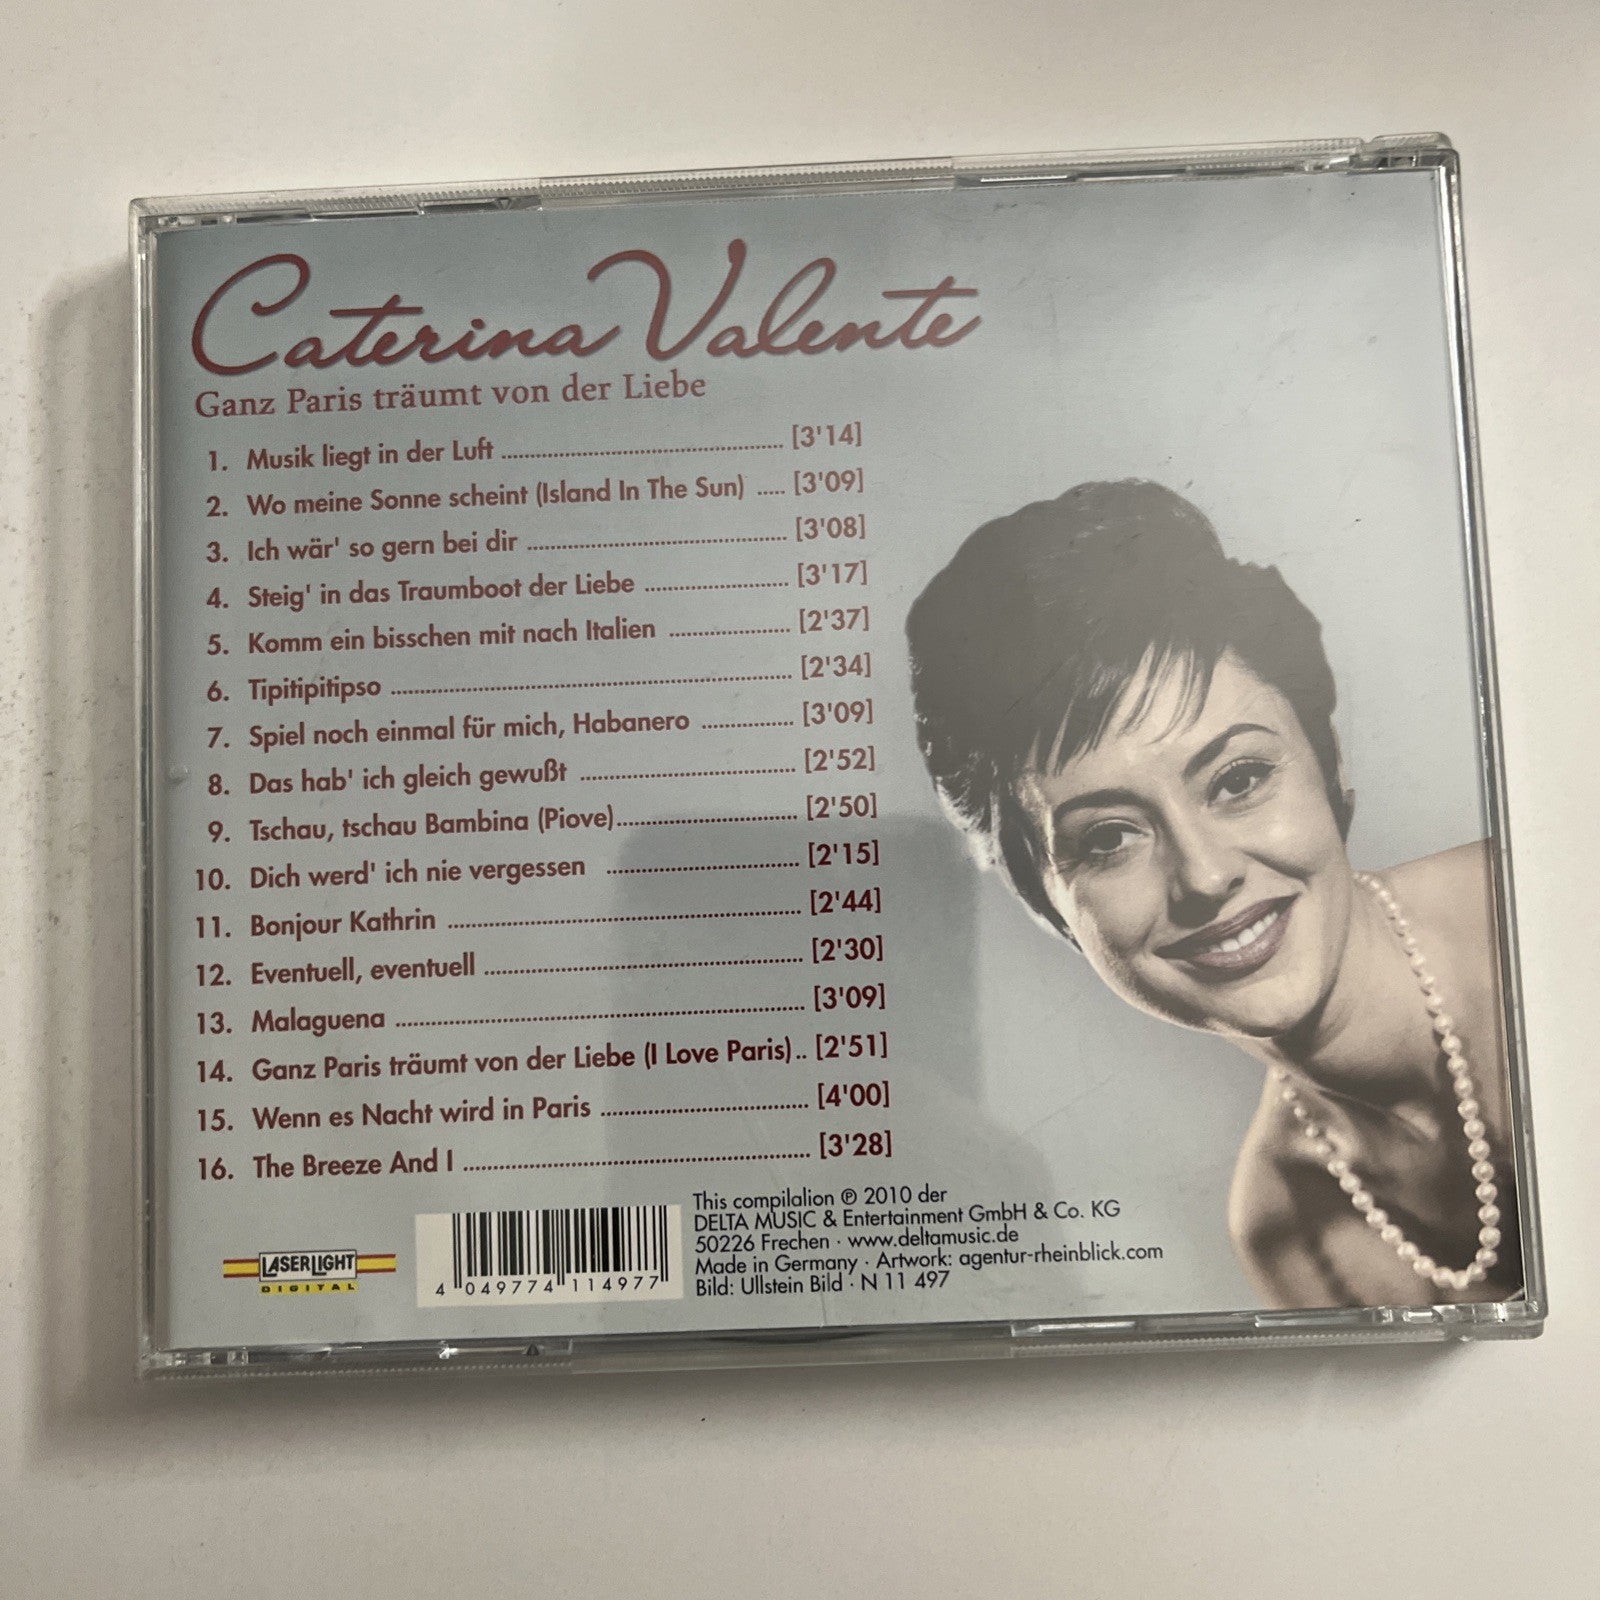 Caterina Valente
Ganz Paris träumt von der Liebe
1. Musik liegt in der Luft ........ [3'14]
2. Wo meine Sonne scheint (Island In The Sun) ..... [3'09]
3. Ich wär' so gern bei dir ........ [3'08]
4. Steig' in das Traumboot der Liebe ........ [3'17]
5. Komm ein bisschen mit nach Italien ........ [2'37]
6. Tipitipitipso ........ [2'34]
7. Spiel noch einmal für mich, Habanero ........ [3'09]
8. Das hab' ich gleich gewußt ........ [2'52]
9. Tschau, tschau Bambina (Piove)........ [2'50]
10. Dich werd' ich nie vergessen ........ [2'15]
11. Bonjour Kathrin ........ [2'44]
12. Eventuell, eventuell ........ [2'30]
13. Malaguena ........ [3'09]
14. Ganz Paris träumt von der Liebe (I Love Paris).. [2'51]
15. Wenn es Nacht wird in Paris ........ [4'00]
16. The Breeze And I ........ [3'28]
LASERLIGHT
DIGITAL
4 049774 114977
This compilalion ℗ 2010 der
DELTA MUSIC & Entertainment GmbH & Co. KG
50226 Frechen · www.deltamusic.de
Made in Germany · Artwork: agentur-rheinblick.com
Bild: Ullstein Bild · N 11 497